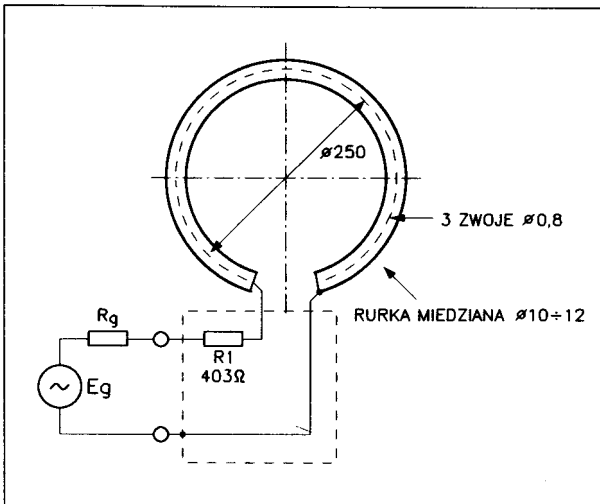 ø250
3 ZWOJE ø0,8
RURKA MIEDZIANA ø10÷12
Rg
R1
403Ω
Eg